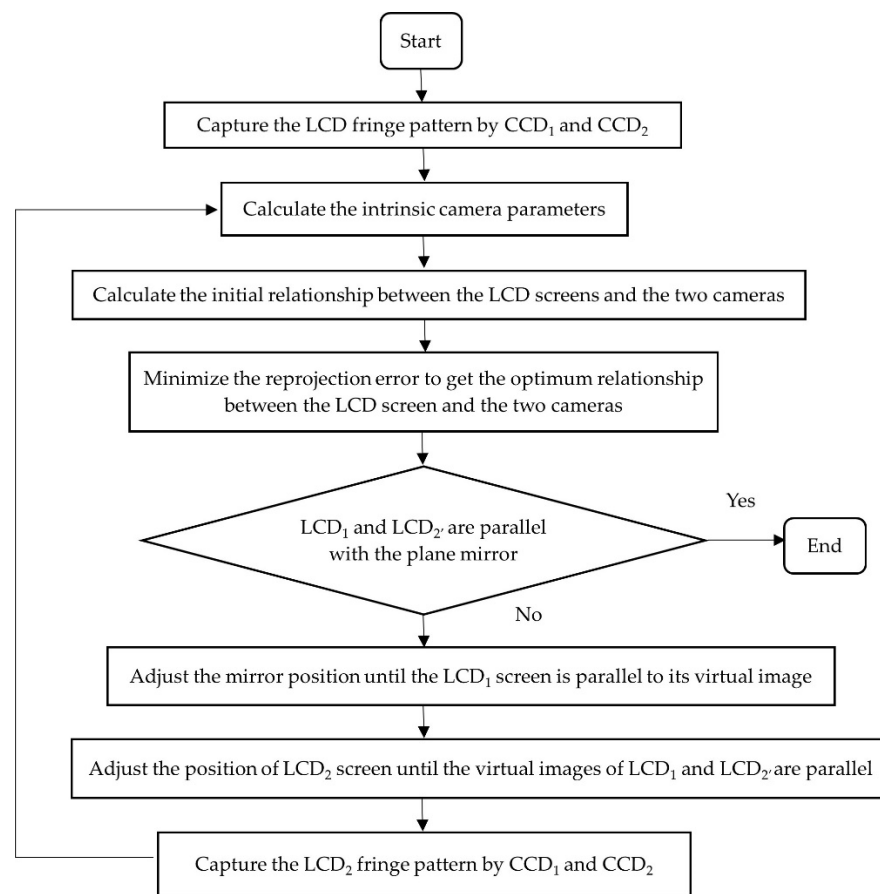 Start
Capture the LCD fringe pattern by CCD₁ and CCD₂
Calculate the intrinsic camera parameters
Calculate the initial relationship between the LCD screens and the two cameras
Minimize the reprojection error to get the optimum relationship
between the LCD screen and the two cameras
LCD₁ and LCD₂′ are parallel
with the plane mirror
Yes
End
No
Adjust the mirror position until the LCD₁ screen is parallel to its virtual image
Adjust the position of LCD₂ screen until the virtual images of LCD₁ and LCD₂′ are parallel
Capture the LCD₂ fringe pattern by CCD₁ and CCD₂